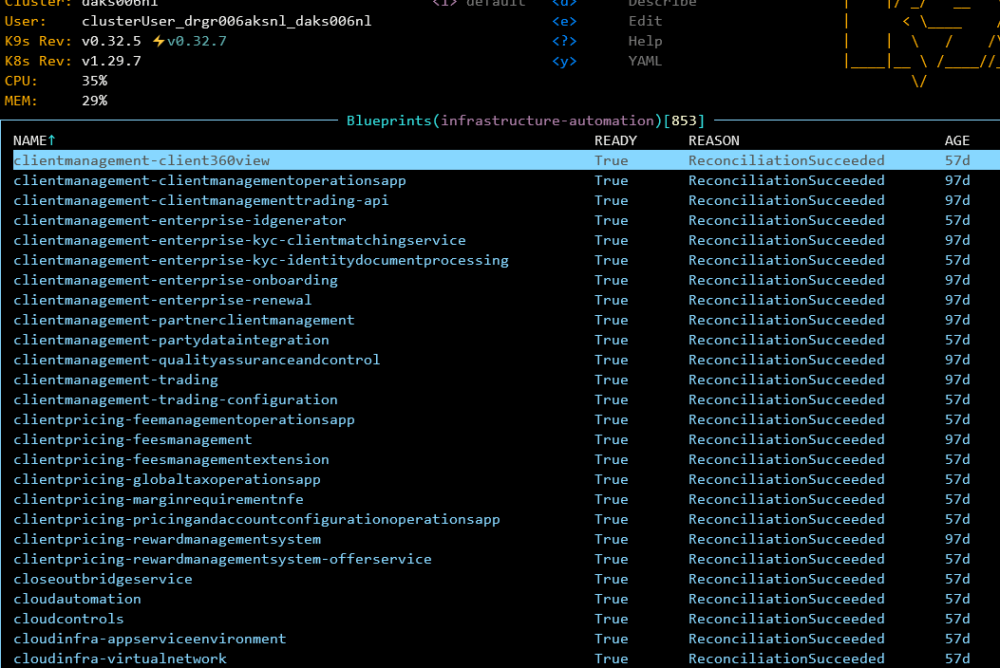 Cluster: daks006nl <1> default <d> Describe
User: clusterUser_drgr006aksnl_daks006nl <e> Edit
K9s Rev: v0.32.5 ⚡v0.32.7 <?> Help
K8s Rev: v1.29.7 <y> YAML
CPU: 35%
MEM: 29%
Blueprints(infrastructure-automation)[853]
NAME↑ READY REASON AGE
clientmanagement-client360view True ReconciliationSucceeded 57d
clientmanagement-clientmanagementoperationsapp True ReconciliationSucceeded 97d
clientmanagement-clientmanagementtrading-api True ReconciliationSucceeded 97d
clientmanagement-enterprise-idgenerator True ReconciliationSucceeded 57d
clientmanagement-enterprise-kyc-clientmatchingservice True ReconciliationSucceeded 97d
clientmanagement-enterprise-kyc-identitydocumentprocessing True ReconciliationSucceeded 57d
clientmanagement-enterprise-onboarding True ReconciliationSucceeded 97d
clientmanagement-enterprise-renewal True ReconciliationSucceeded 97d
clientmanagement-partnerclientmanagement True ReconciliationSucceeded 97d
clientmanagement-partydataintegration True ReconciliationSucceeded 57d
clientmanagement-qualityassuranceandcontrol True ReconciliationSucceeded 97d
clientmanagement-trading True ReconciliationSucceeded 97d
clientmanagement-trading-configuration True ReconciliationSucceeded 57d
clientpricing-feemanagementoperationsapp True ReconciliationSucceeded 57d
clientpricing-feesmanagement True ReconciliationSucceeded 97d
clientpricing-feesmanagementextension True ReconciliationSucceeded 57d
clientpricing-globaltaxoperationsapp True ReconciliationSucceeded 57d
clientpricing-marginrequirementnfe True ReconciliationSucceeded 57d
clientpricing-pricingandaccountconfigurationoperationsapp True ReconciliationSucceeded 57d
clientpricing-rewardmanagementsystem True ReconciliationSucceeded 97d
clientpricing-rewardmanagementsystem-offerservice True ReconciliationSucceeded 57d
closeoutbridgeservice True ReconciliationSucceeded 57d
cloudautomation True ReconciliationSucceeded 57d
cloudcontrols True ReconciliationSucceeded 57d
cloudinfra-appserviceenvironment True ReconciliationSucceeded 57d
cloudinfra-virtualnetwork True ReconciliationSucceeded 57d